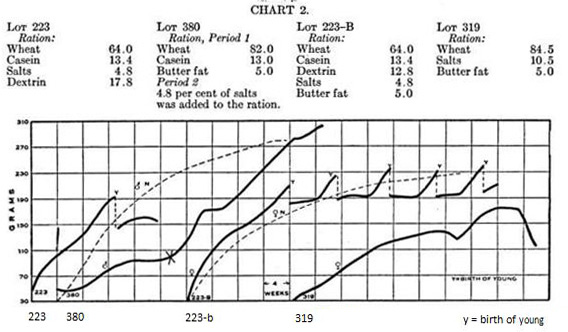 CHART 2.
LOT 223
Ration:
Wheat 64.0
Casein 13.4
Salts 4.8
Dextrin 17.8
LOT 380
Ration, Period 1
Wheat 82.0
Casein 13.0
Butter fat 5.0
Period 2
4.8 per cent of salts
was added to the ration.
LOT 223-B
Ration:
Wheat 64.0
Casein 13.4
Dextrin 12.8
Salts 4.8
Butter fat 5.0
LOT 319
Ration:
Wheat 84.5
Salts 10.5
Butter fat 5.0
310
270
230
190
150
110
70
30
GRAMS
Y
♂ N
♂
Y
♀
♀N
Y
Y
Y
Y
♀
223
380
223-B
4
WEEKS
319
Y=BIRTH OF YOUNG
223 380 223-b 319 y = birth of young